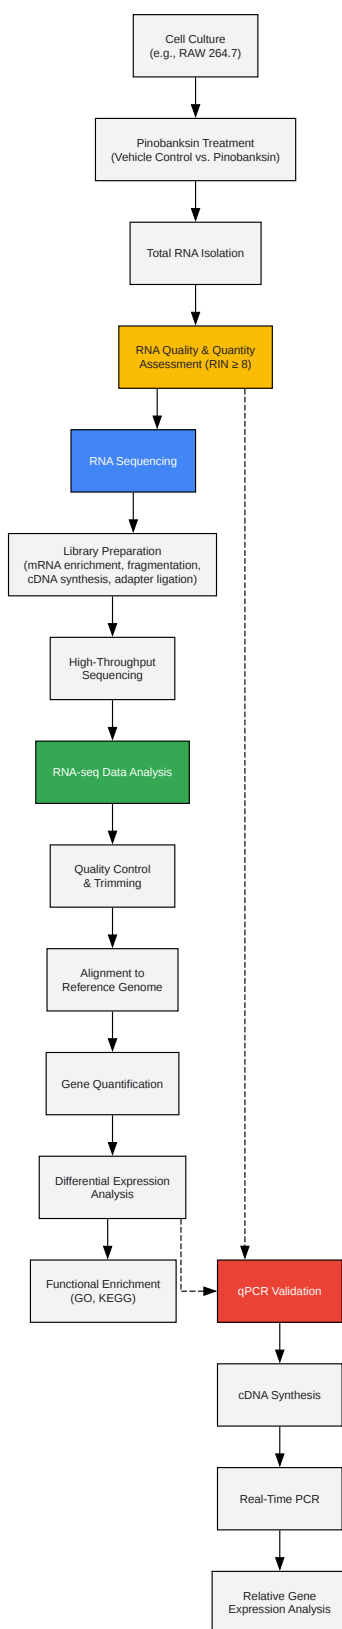 Cell Culture
(e.g., RAW 264.7)
Pinobanksin Treatment
(Vehicle Control vs. Pinobanksin)
Total RNA Isolation
RNA Quality & Quantity
Assessment (RIN ≥ 8)
RNA Sequencing
Library Preparation
(mRNA enrichment, fragmentation,
cDNA synthesis, adapter ligation)
High-Throughput
Sequencing
RNA-seq Data Analysis
Quality Control
& Trimming
Alignment to
Reference Genome
Gene Quantification
Differential Expression
Analysis
Functional Enrichment
(GO, KEGG)
qPCR Validation
cDNA Synthesis
Real-Time PCR
Relative Gene
Expression Analysis